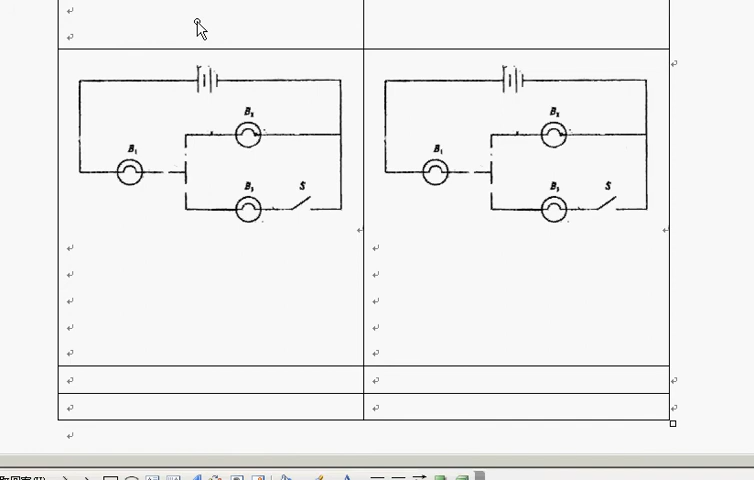 B₂ B₂
B₁ B₁
B₃ S B₃ S